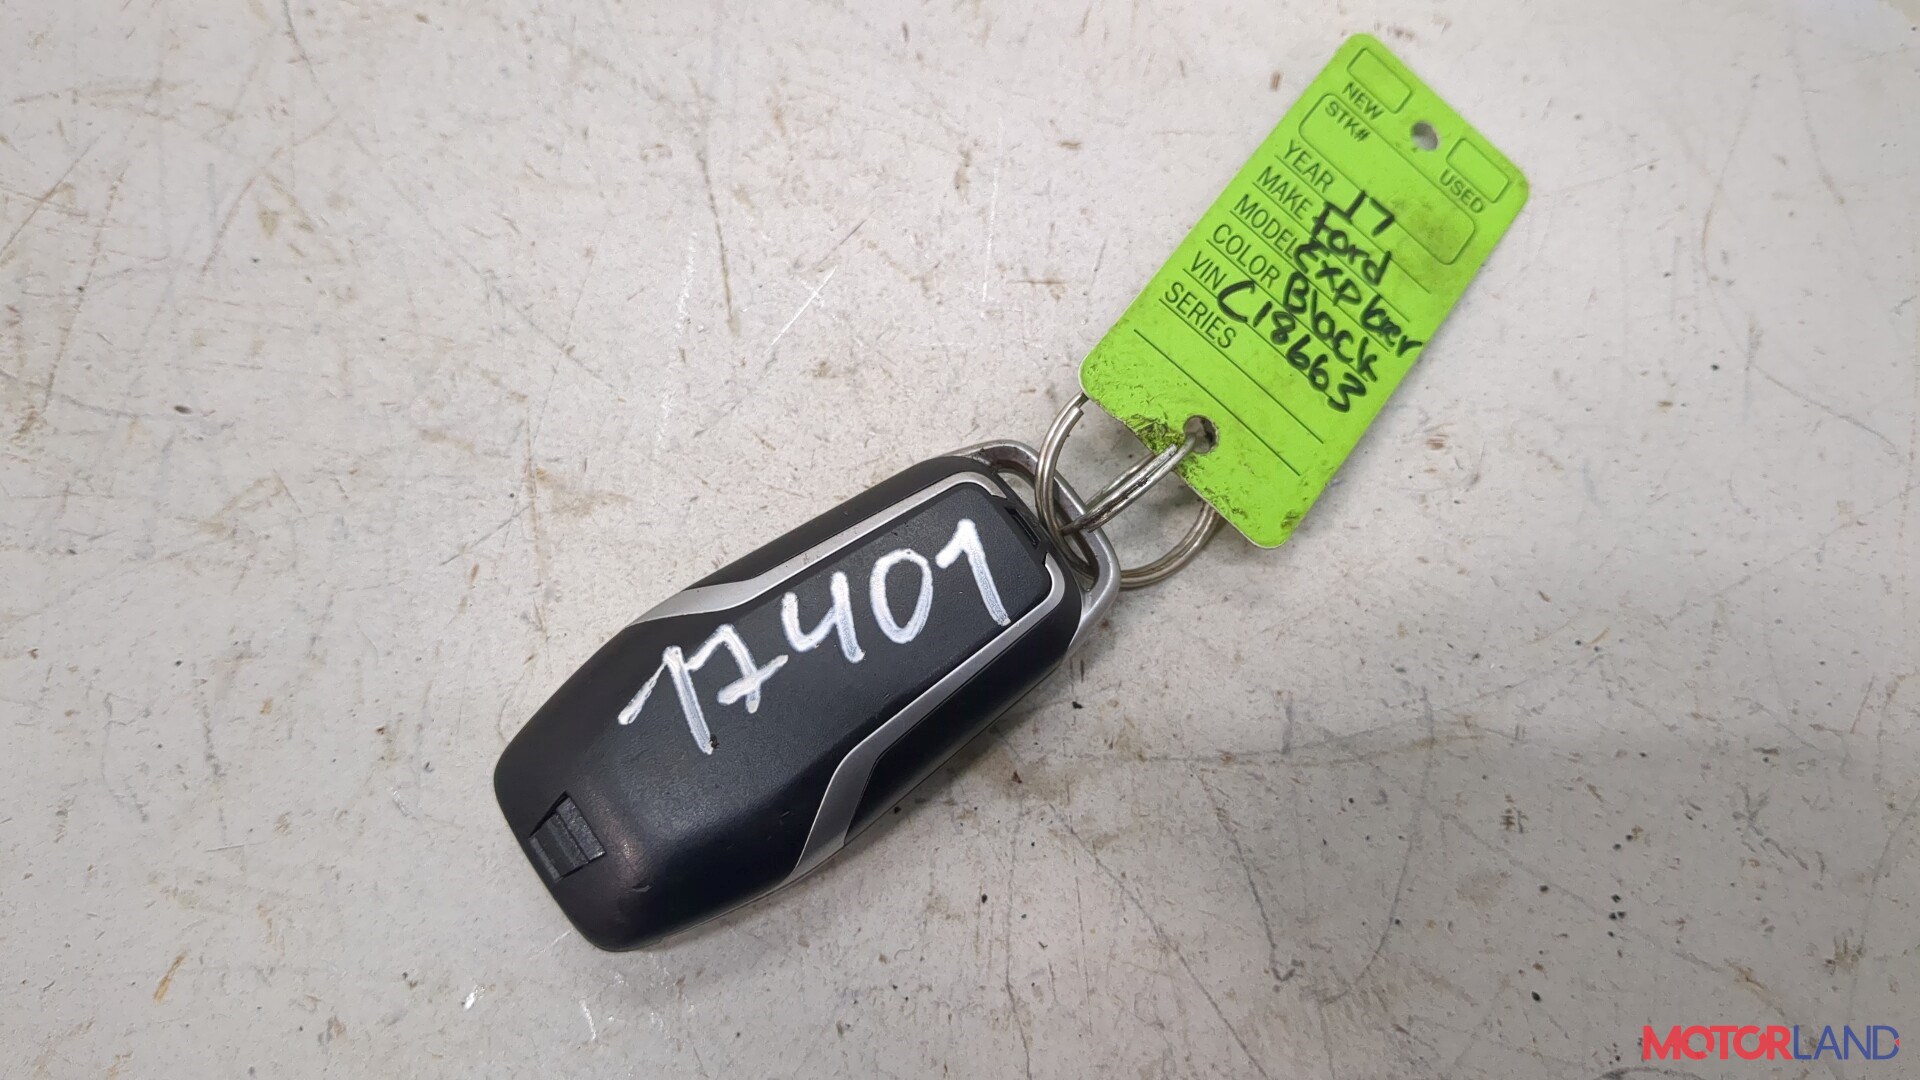 NEW
USED
STK#
YEAR 17
MAKE Ford
MODEL Explorer
COLOR Black
VIN C18663
SERIES
17401
MOTORLAND